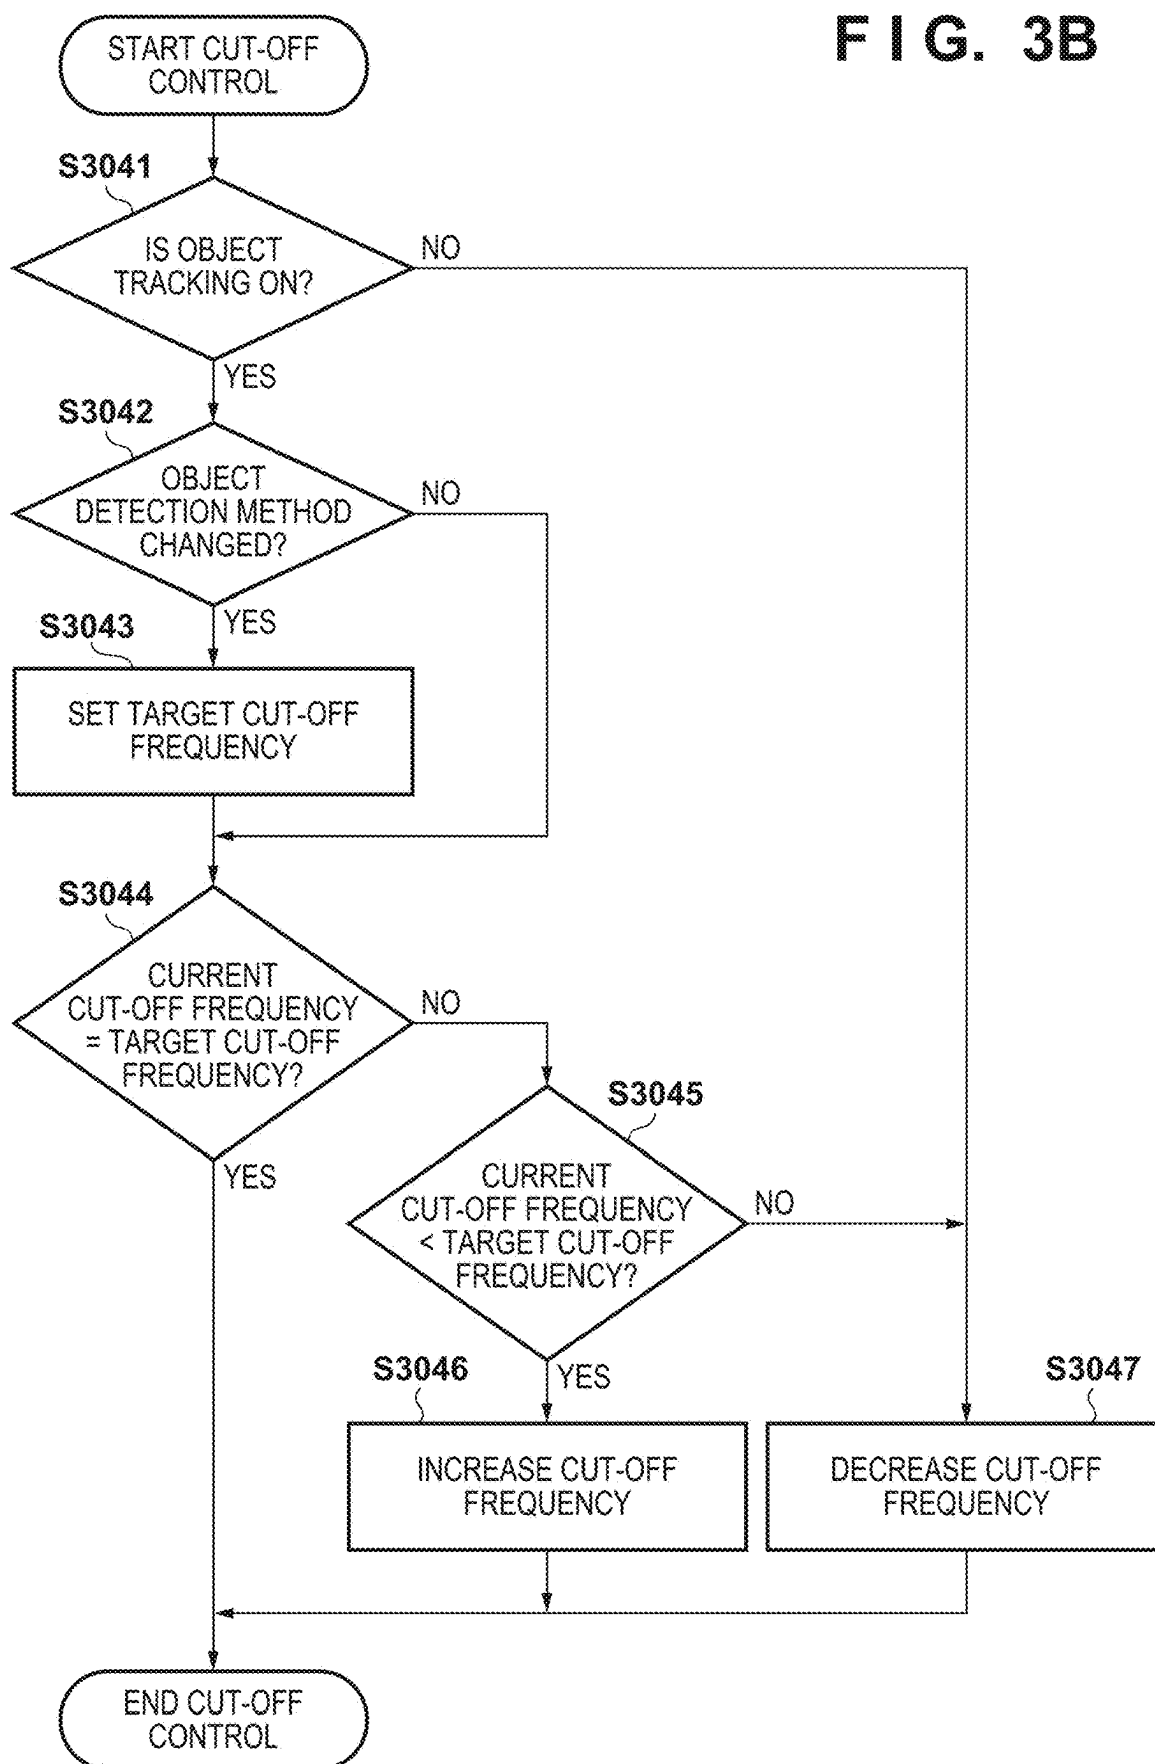 FIG. 3B
START CUT-OFF
CONTROL
S3041
IS OBJECT
TRACKING ON?
NO
YES
S3042
OBJECT
DETECTION METHOD
CHANGED?
NO
YES
S3043
SET TARGET CUT-OFF
FREQUENCY
S3044
CURRENT
CUT-OFF FREQUENCY
= TARGET CUT-OFF
FREQUENCY?
NO
YES
S3045
CURRENT
CUT-OFF FREQUENCY
< TARGET CUT-OFF
FREQUENCY?
NO
YES
S3046
INCREASE CUT-OFF
FREQUENCY
S3047
DECREASE CUT-OFF
FREQUENCY
END CUT-OFF
CONTROL